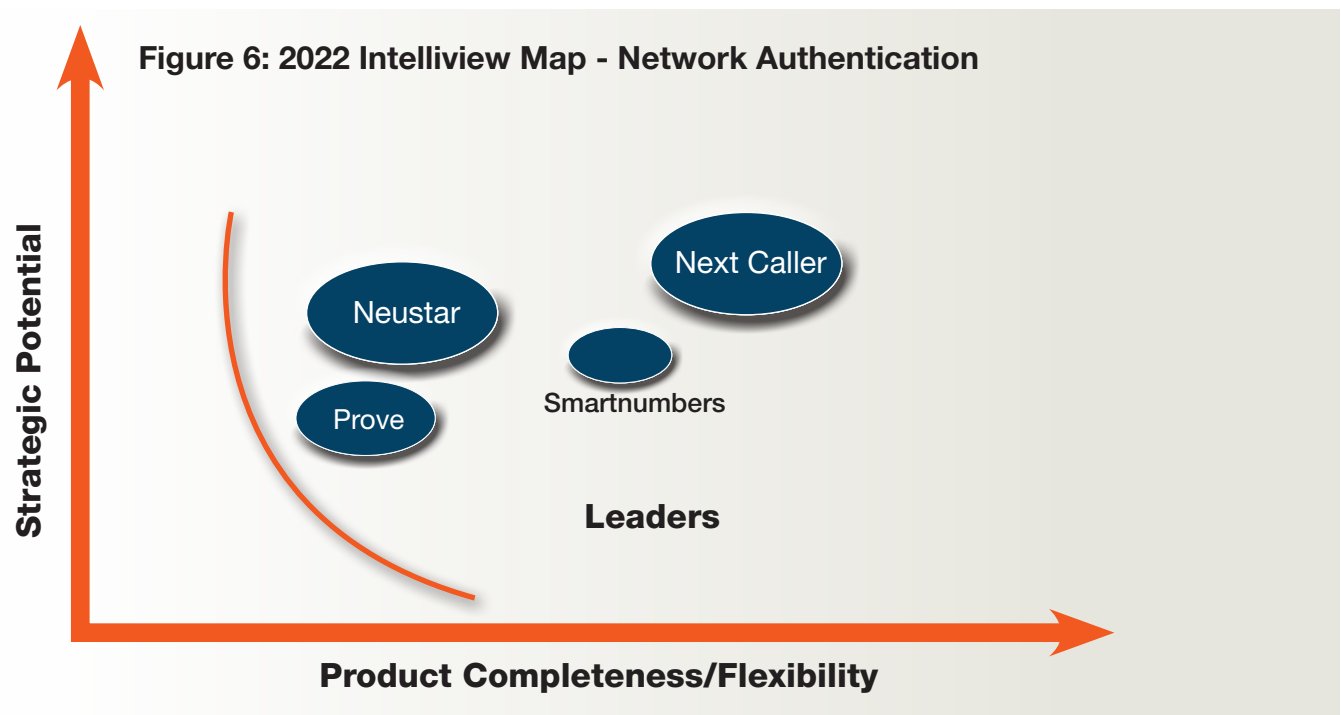 Figure 6: 2022 Intelliview Map - Network Authentication
Strategic Potential
Next Caller
Neustar
Smartnumbers
Prove
Leaders
Product Completeness/Flexibility